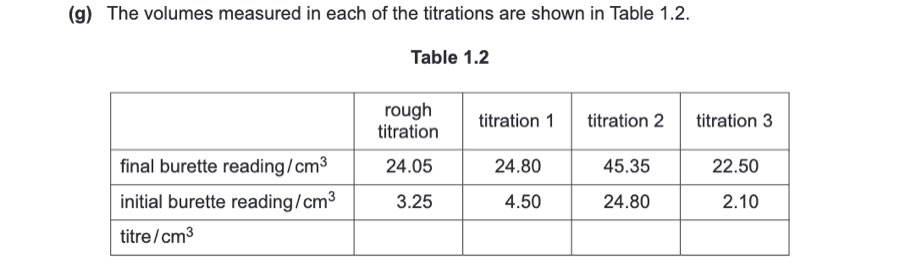 (g) The volumes measured in each of the titrations are shown in Table 1.2.
Table 1.2
rough titration titration 1 titration 2 titration 3
final burette reading/cm³ 24.05 24.80 45.35 22.50
initial burette reading/cm³ 3.25 4.50 24.80 2.10
titre/cm³